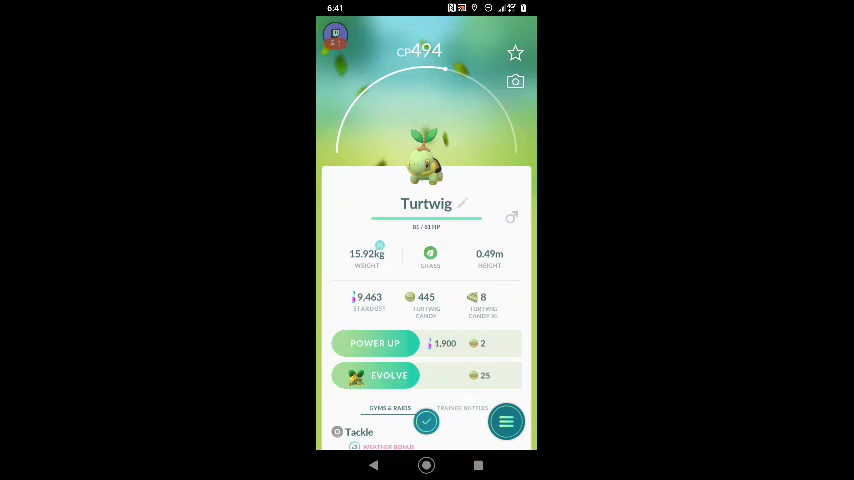 6:41
CP494
Turtwig
81 / 81 HP
15.92kg
WEIGHT
GRASS
0.49m
HEIGHT
9,463
STARDUST
445
TURTWIG
CANDY
8
TURTWIG
CANDY XL
POWER UP 1,900 2
EVOLVE 25
GYMS & RAIDS TRAINER BATTLES
Tackle
WEATHER BONUS